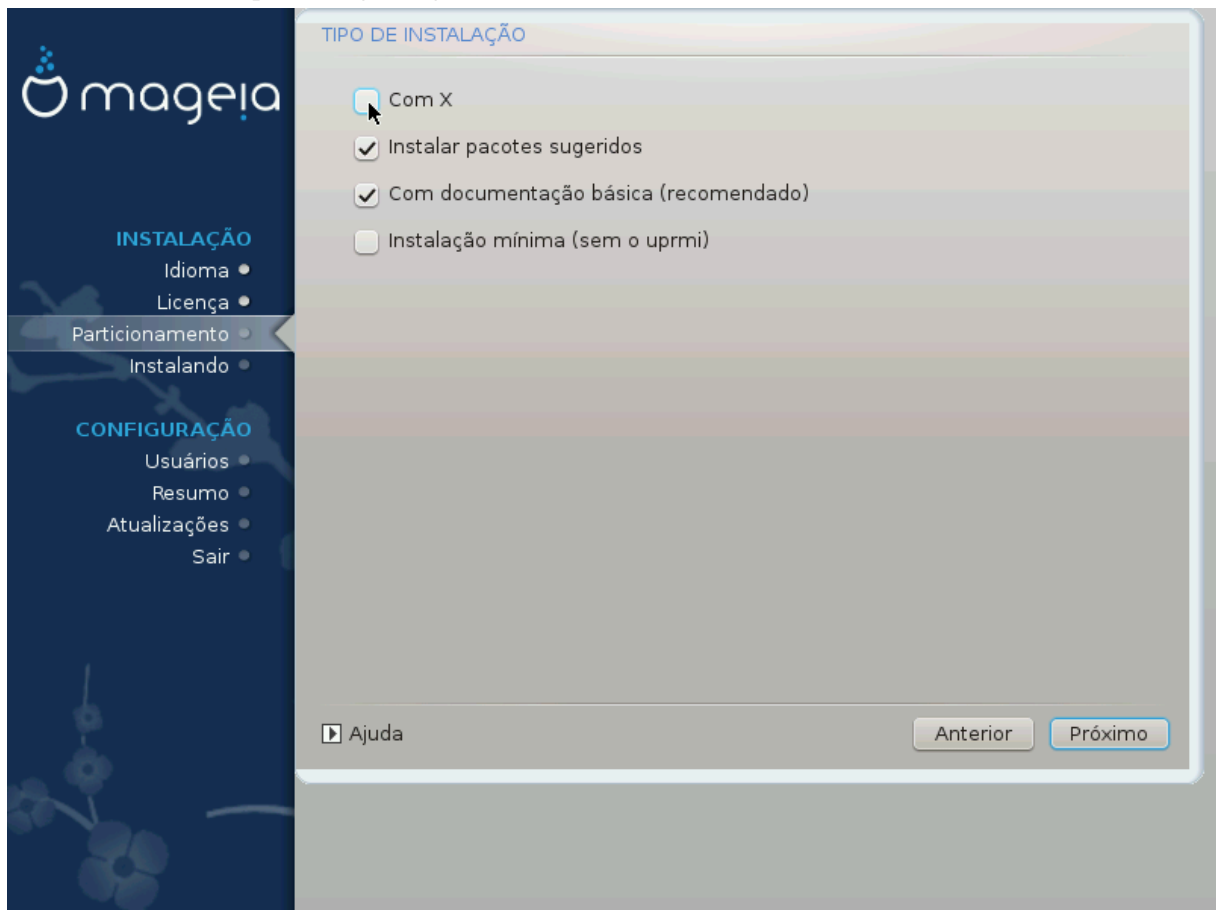 mageia
INSTALAÇÃO
Idioma
Licença
Particionamento
Instalando
CONFIGURAÇÃO
Usuários
Resumo
Atualizações
Sair
TIPO DE INSTALAÇÃO
Com X
Instalar pacotes sugeridos
Com documentação básica (recomendado)
Instalação mínima (sem o uprmi)
Ajuda
Anterior
Próximo